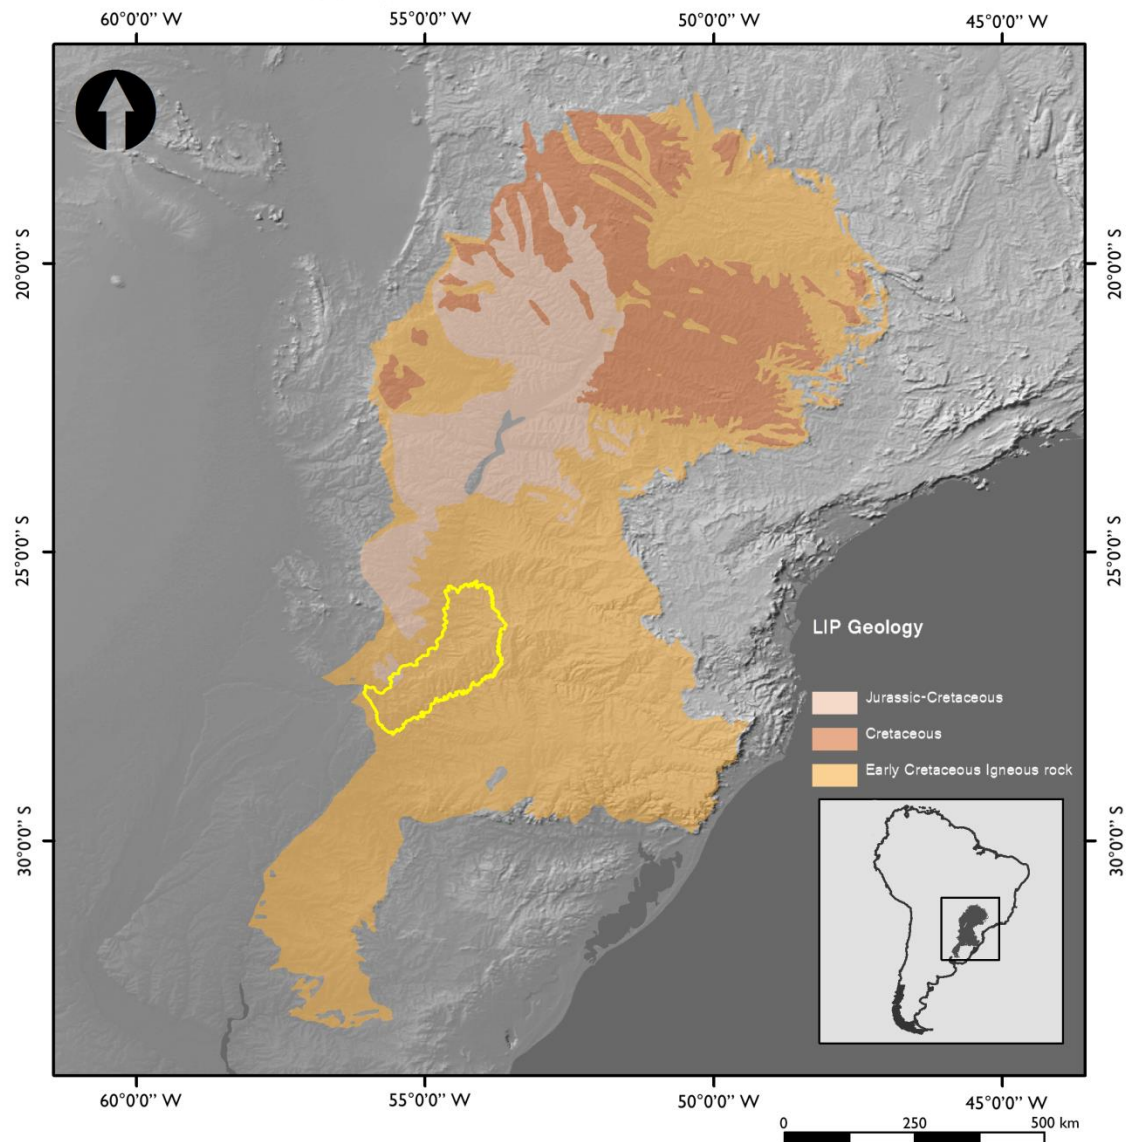 60°0'0'' W 55°0'0'' W 50°0'0'' W 45°0'0'' W
20°0'0'' S 20°0'0'' S
25°0'0'' S 25°0'0'' S
LIP Geology
Jurassic-Cretaceous
Cretaceous
Early Cretaceous Igneous rock
30°0'0'' S 30°0'0'' S
60°0'0'' W 55°0'0'' W 50°0'0'' W 45°0'0'' W
0 250 500 km